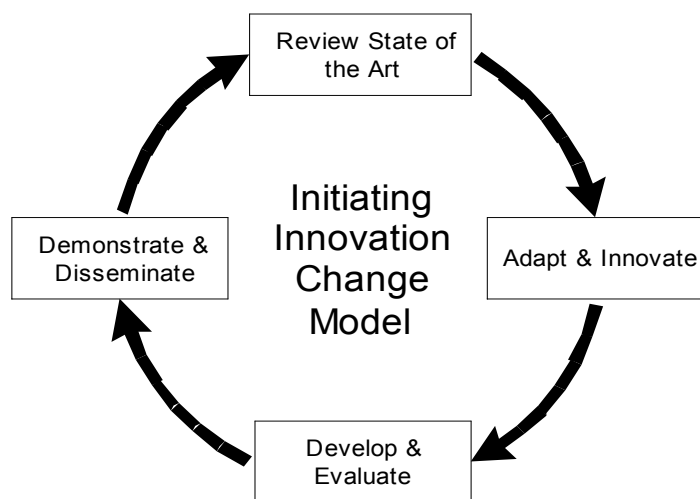 Review State of
the Art
Initiating
Innovation
Change
Model
Demonstrate &
Disseminate
Adapt & Innovate
Develop &
Evaluate